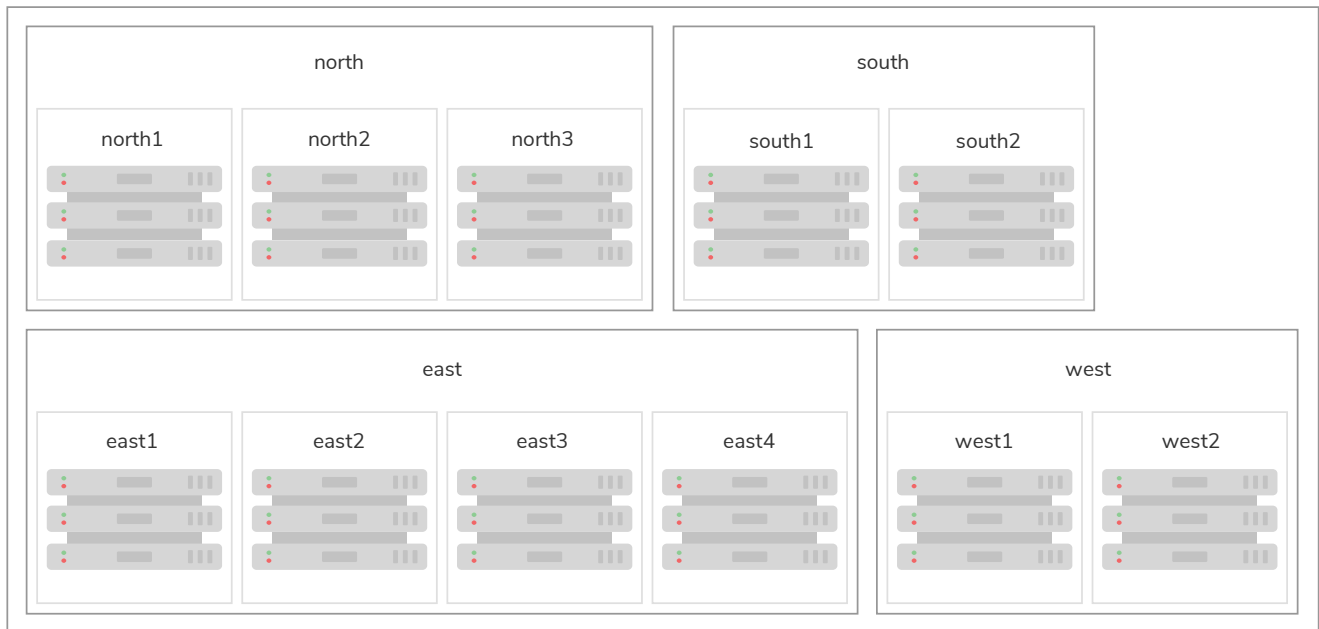 north
south
north1
north2
north3
south1
south2
east
west
east1
east2
east3
east4
west1
west2